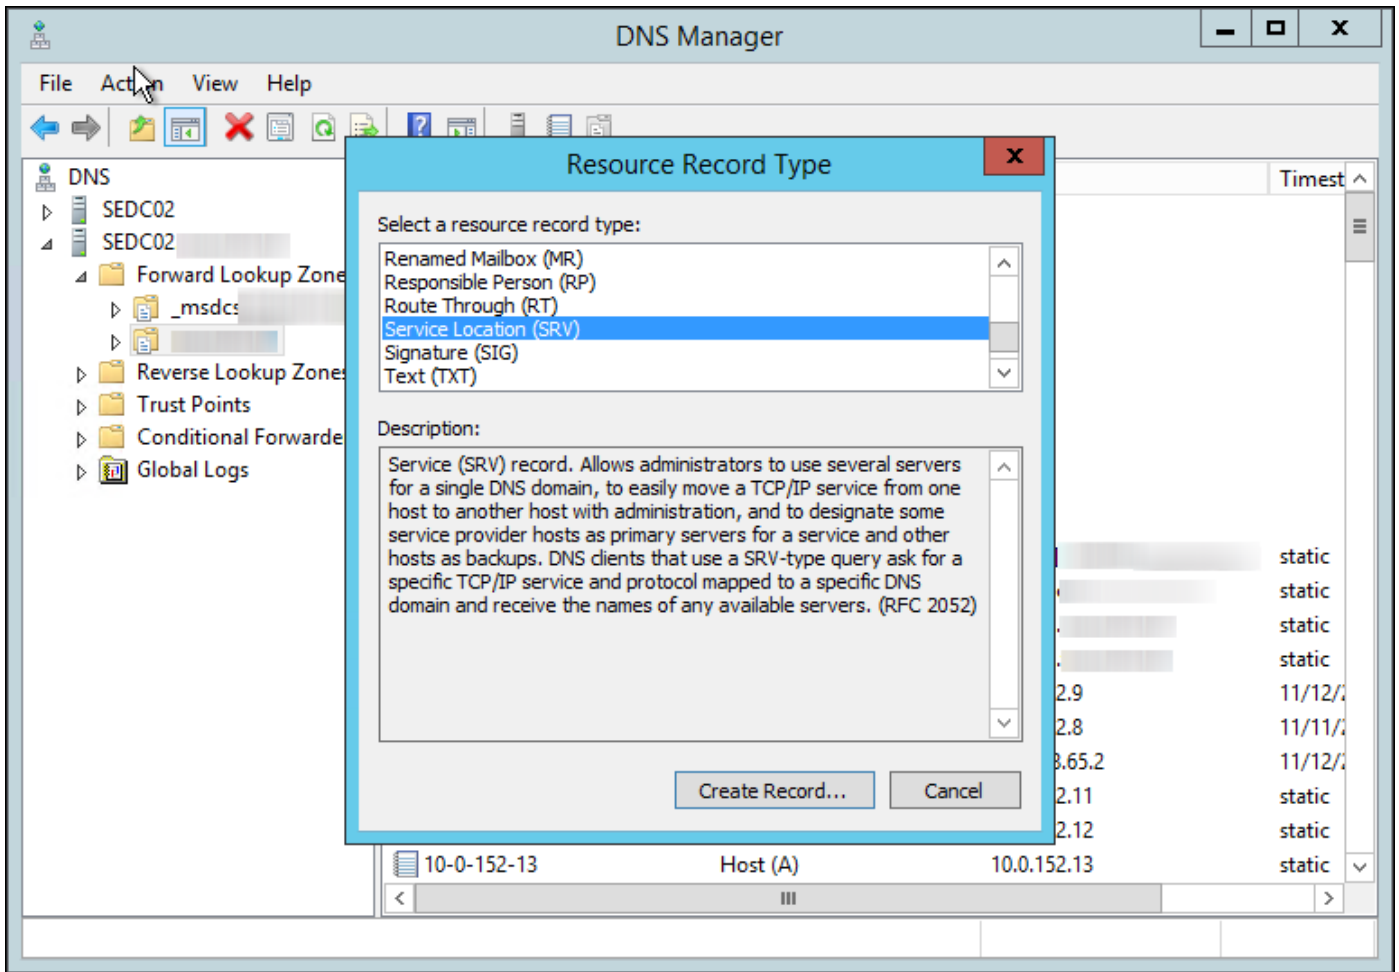 DNS Manager
File Action View Help
DNS
SEDC02
SEDC02
Forward Lookup Zone
_msdcs
Reverse Lookup Zones
Trust Points
Conditional Forwarde
Global Logs
Resource Record Type
Select a resource record type:
Renamed Mailbox (MR)
Responsible Person (RP)
Route Through (RT)
Service Location (SRV)
Signature (SIG)
Text (TXT)
Description:
Service (SRV) record. Allows administrators to use several servers
for a single DNS domain, to easily move a TCP/IP service from one
host to another host with administration, and to designate some
service provider hosts as primary servers for a service and other
hosts as backups. DNS clients that use a SRV-type query ask for a
specific TCP/IP service and protocol mapped to a specific DNS
domain and receive the names of any available servers. (RFC 2052)
Create Record... Cancel
Timest
static
static
static
static
2.9 11/12/2
2.8 11/11/2
3.65.2 11/12/2
2.11 static
2.12 static
10-0-152-13 Host (A) 10.0.152.13 static